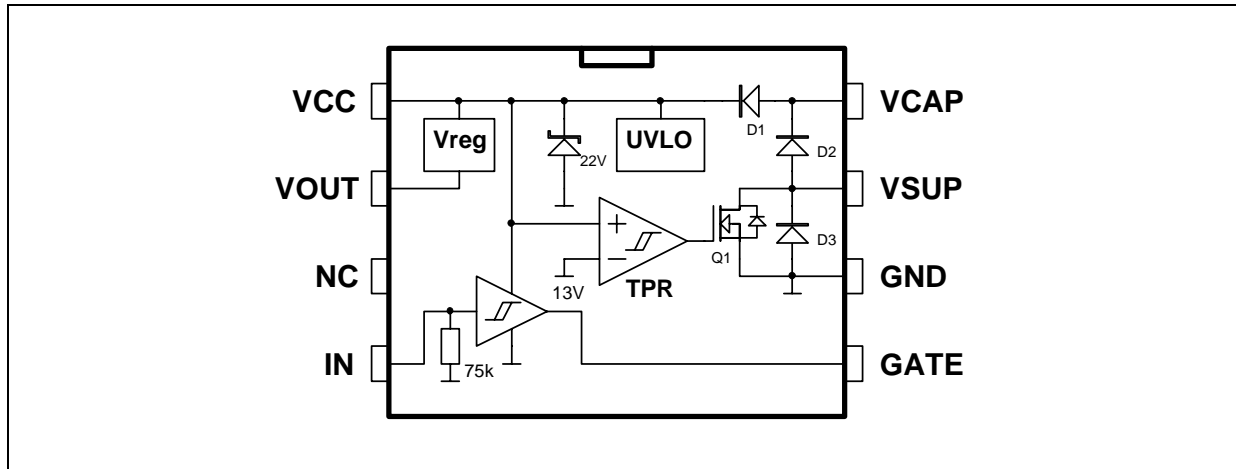 VCC
VCAP
D1
Vreg
22V
UVLO
D2
VOUT
VSUP
+
Q1
D3
−
NC
13V
TPR
GND
IN
75k
GATE